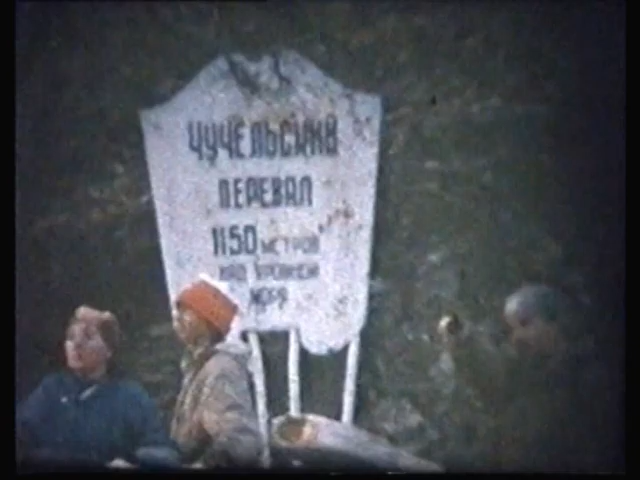 ЧУЧЕЛЬСКИЙ
ПЕРЕВАЛ
1150 МЕТРОВ
НАД УРОВНЕМ
МОРЯ